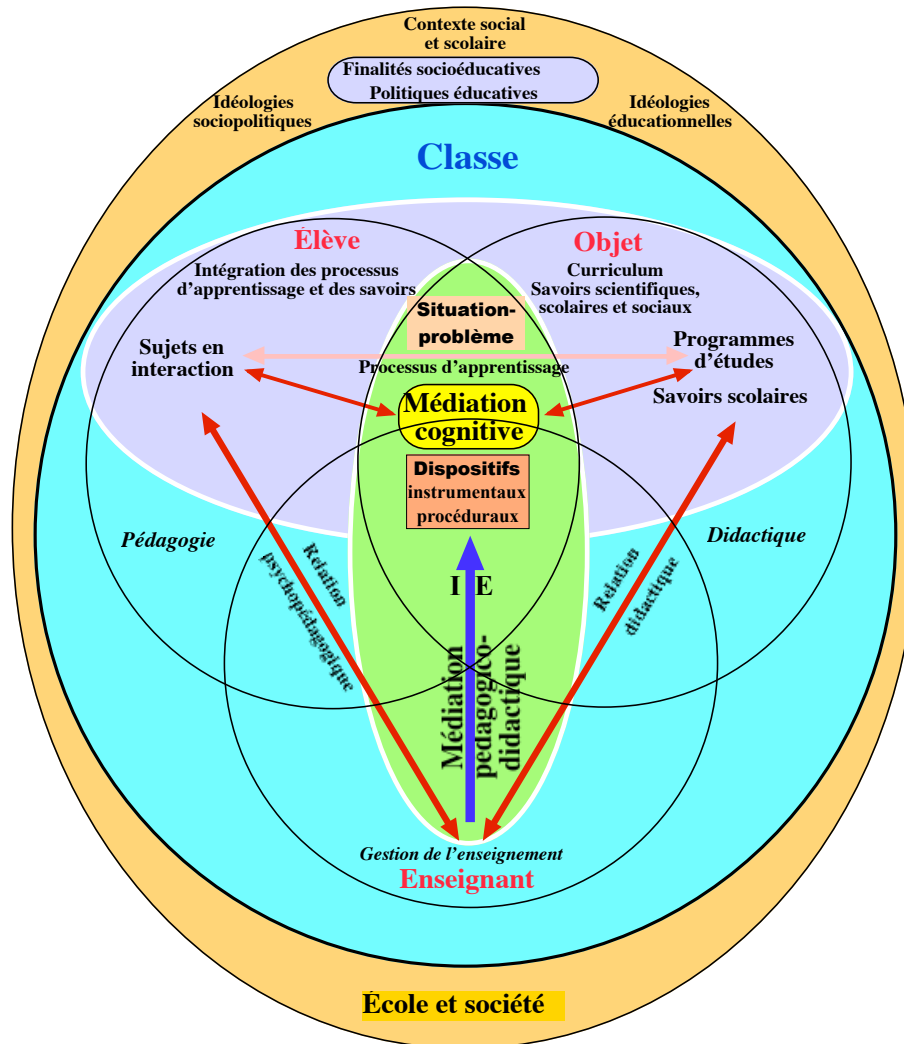 Contexte social
et scolaire
Finalités socioéducatives
Politiques éducatives
Idéologies
sociopolitiques
Idéologies
éducationnelles
Classe
Élève
Intégration des processus
d'apprentissage et des savoirs
Objet
Curriculum
Savoirs scientifiques,
scolaires et sociaux
Situation-
problème
Sujets en
interaction
Programmes
d'études
Processus d'apprentissage
Savoirs scolaires
Médiation
cognitive
Dispositifs
instrumentaux
procéduraux
Pédagogie
Didactique
Relation
psychopédagogique
I E
Relation
didactique
Médiation
pedagogico-
didactique
Gestion de l'enseignement
Enseignant
École et société